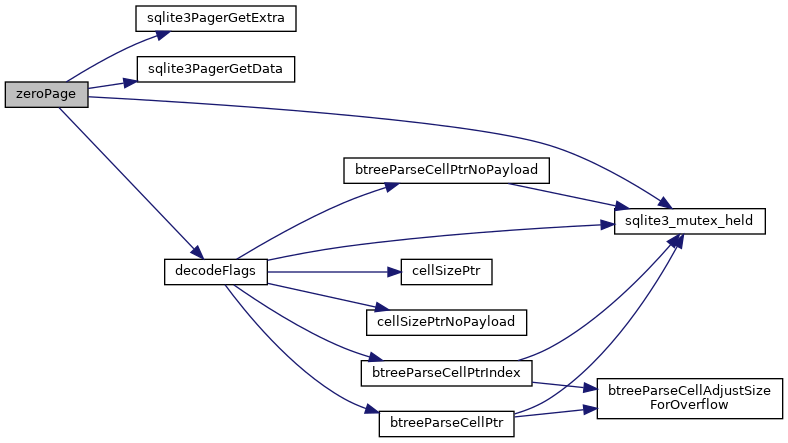 sqlite3PagerGetExtra
sqlite3PagerGetData
zeroPage
btreeParseCellPtrNoPayload
sqlite3_mutex_held
decodeFlags
cellSizePtr
cellSizePtrNoPayload
btreeParseCellPtrIndex
btreeParseCellAdjustSize
ForOverflow
btreeParseCellPtr